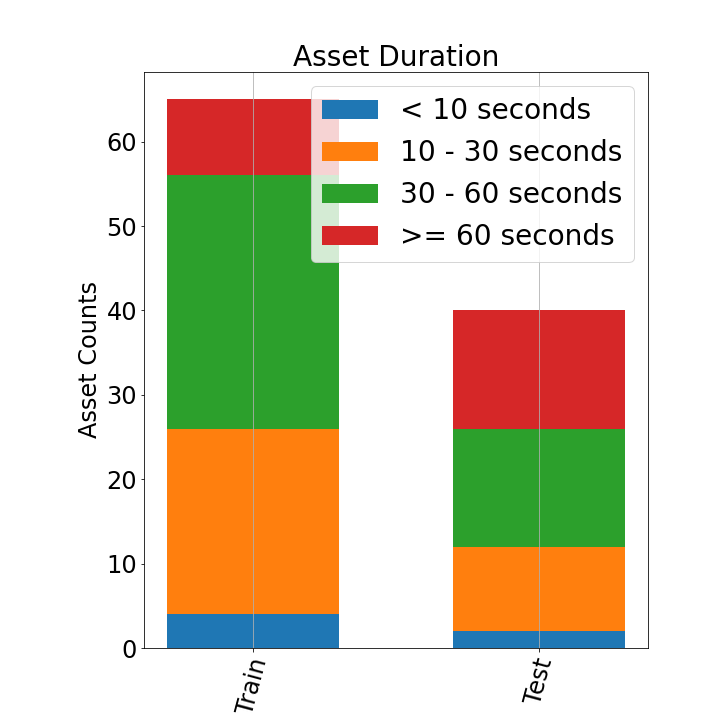 Asset Duration
< 10 seconds
10 - 30 seconds
30 - 60 seconds
>= 60 seconds
Asset Counts
60
50
40
30
20
10
0
Train
Test